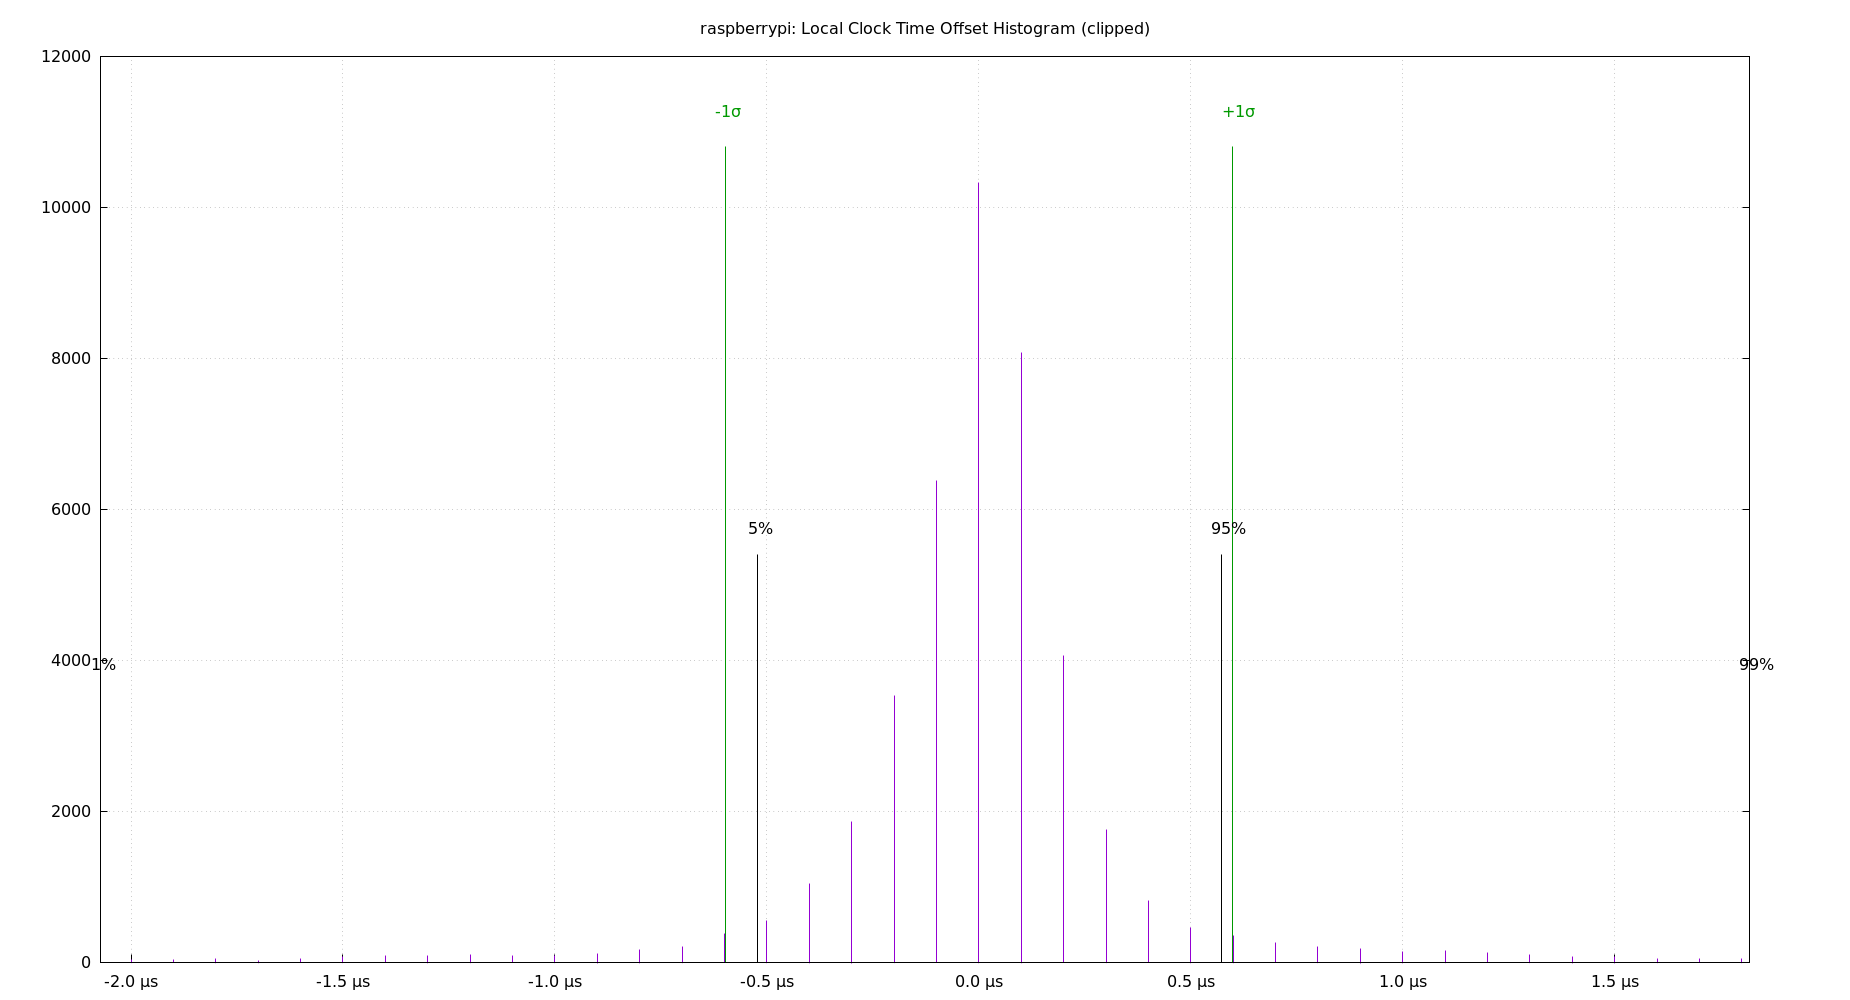 raspberrypi: Local Clock Time Offset Histogram (clipped)
12000
-1σ +1σ
10000
8000
6000
5% 95%
4000 1% 99%
2000
0
-2.0 µs -1.5 µs -1.0 µs -0.5 µs 0.0 µs 0.5 µs 1.0 µs 1.5 µs